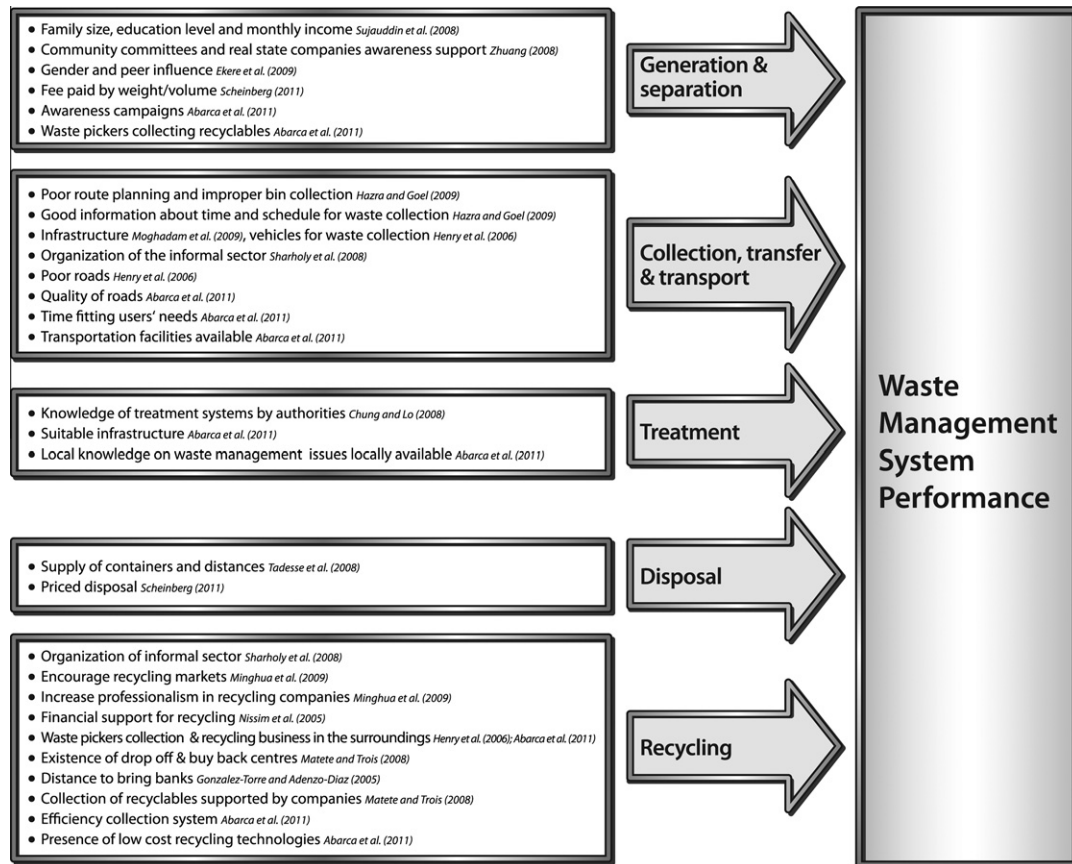 • Family size, education level and monthly income Sujauddin et al. (2008)
• Community committees and real state companies awareness support Zhuang (2008)
• Gender and peer influence Ekere et al. (2009)
• Fee paid by weight/volume Scheinberg (2011)
• Awareness campaigns Abarca et al. (2011)
• Waste pickers collecting recyclables Abarca et al. (2011)
Generation &
separation
• Poor route planning and improper bin collection Hazra and Goel (2009)
• Good information about time and schedule for waste collection Hazra and Goel (2009)
• Infrastructure Moghadam et al. (2009), vehicles for waste collection Henry et al. (2006)
• Organization of the informal sector Sharholy et al. (2008)
• Poor roads Henry et al. (2006)
• Quality of roads Abarca et al. (2011)
• Time fitting users' needs Abarca et al. (2011)
• Transportation facilities available Abarca et al. (2011)
Collection, transfer
& transport
• Knowledge of treatment systems by authorities Chung and Lo (2008)
• Suitable infrastructure Abarca et al. (2011)
• Local knowledge on waste management issues locally available Abarca et al. (2011)
Treatment
• Supply of containers and distances Tadesse et al. (2008)
• Priced disposal Scheinberg (2011)
Disposal
• Organization of informal sector Sharholy et al. (2008)
• Encourage recycling markets Minghua et al. (2009)
• Increase professionalism in recycling companies Minghua et al. (2009)
• Financial support for recycling Nissim et al. (2005)
• Waste pickers collection & recycling business in the surroundings Henry et al. (2006); Abarca et al. (2011)
• Existence of drop off & buy back centres Matete and Trois (2008)
• Distance to bring banks Gonzalez-Torre and Adenzo-Diaz (2005)
• Collection of recyclables supported by companies Matete and Trois (2008)
• Efficiency collection system Abarca et al. (2011)
• Presence of low cost recycling technologies Abarca et al. (2011)
Recycling
Waste
Management
System
Performance